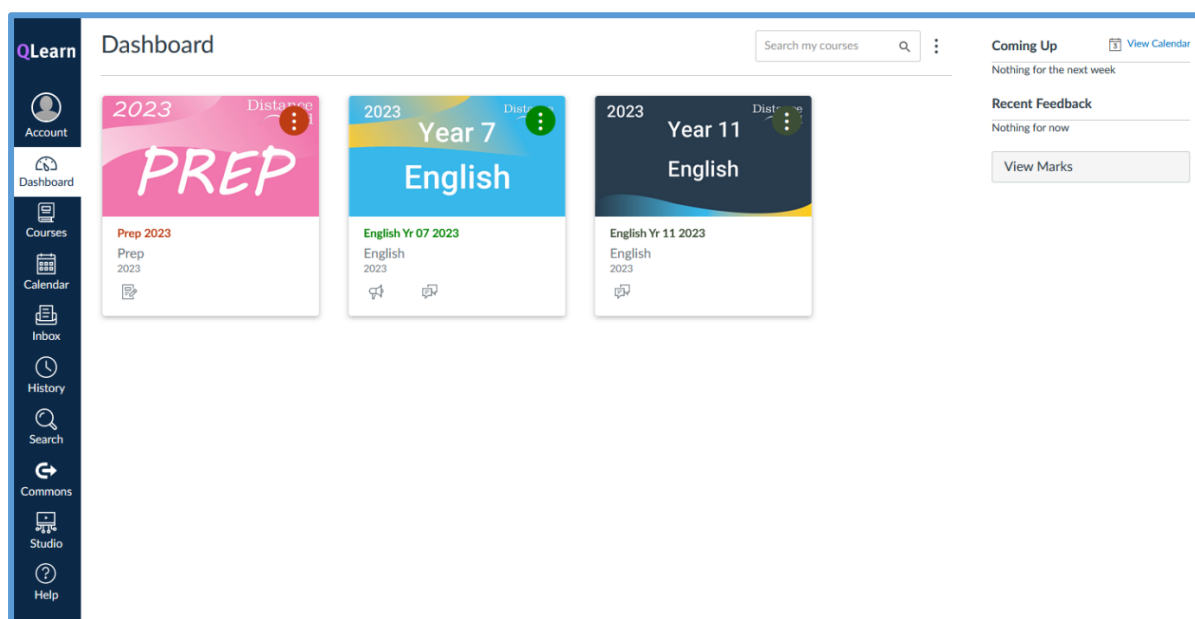 QLearn
Account
Dashboard
Courses
Calendar
Inbox
History
Search
Commons
Studio
Help
Dashboard
Search my courses
2023
PREP
Prep 2023
Prep
2023
2023
Year 7
English
English Yr 07 2023
English
2023
2023
Year 11
English
English Yr 11 2023
English
2023
Coming Up
3 View Calendar
Nothing for the next week
Recent Feedback
Nothing for now
View Marks